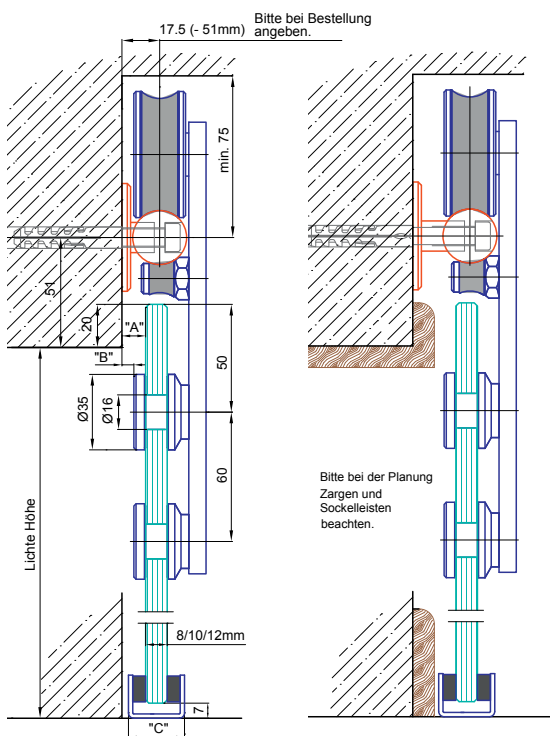 Bitte bei Bestellung
17.5 (- 51mm) angeben.
min. 75
51
20
"A"
"B"
50
Ø35
Ø16
60
Lichte Höhe
8/10/12mm
7
"C"
Bitte bei der Planung
Zargen und
Sockelleisten
beachten.